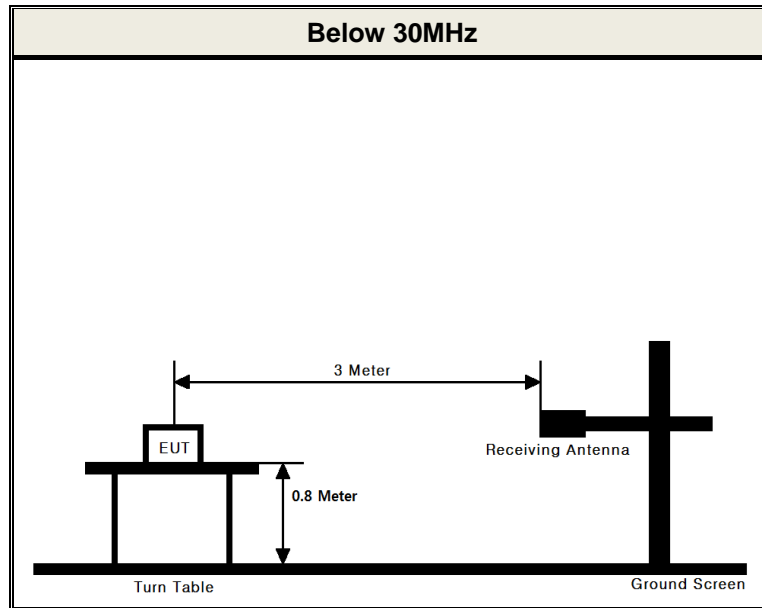 Below 30MHz
3 Meter
EUT
Receiving Antenna
0.8 Meter
Turn Table
Ground Screen